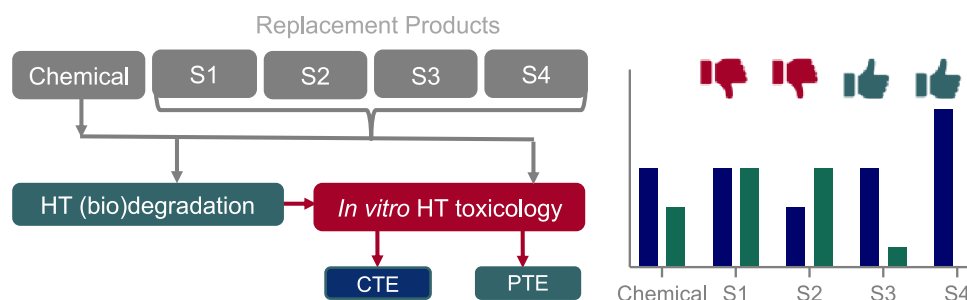 Replacement Products
Chemical S1 S2 S3 S4
HT (bio)degradation In vitro HT toxicology
CTE PTE
Chemical S1 S2 S3 S4